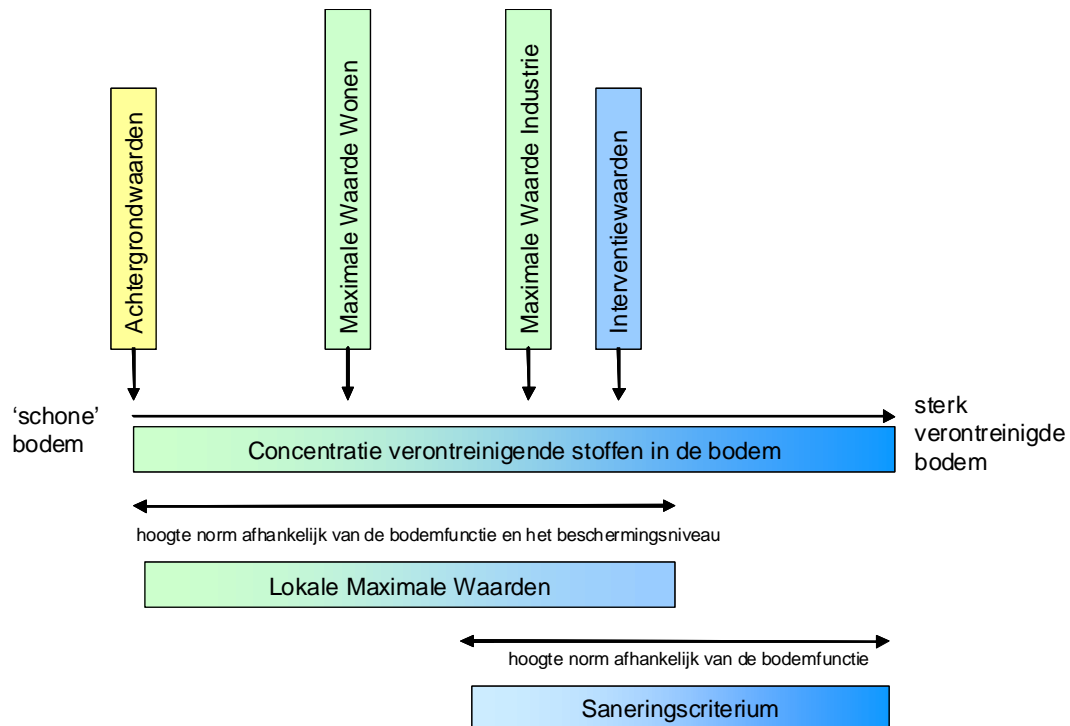 Achtergrondwaarden
Maximale Waarde Wonen
Maximale Waarde Industrie
Interventiewaarden
‘schone’
bodem
sterk
verontreinigde
bodem
Concentratie verontreinigende stoffen in de bodem
hoogte norm afhankelijk van de bodemfunctie en het beschermingsniveau
Lokale Maximale Waarden
hoogte norm afhankelijk van de bodemfunctie
Saneringscriterium